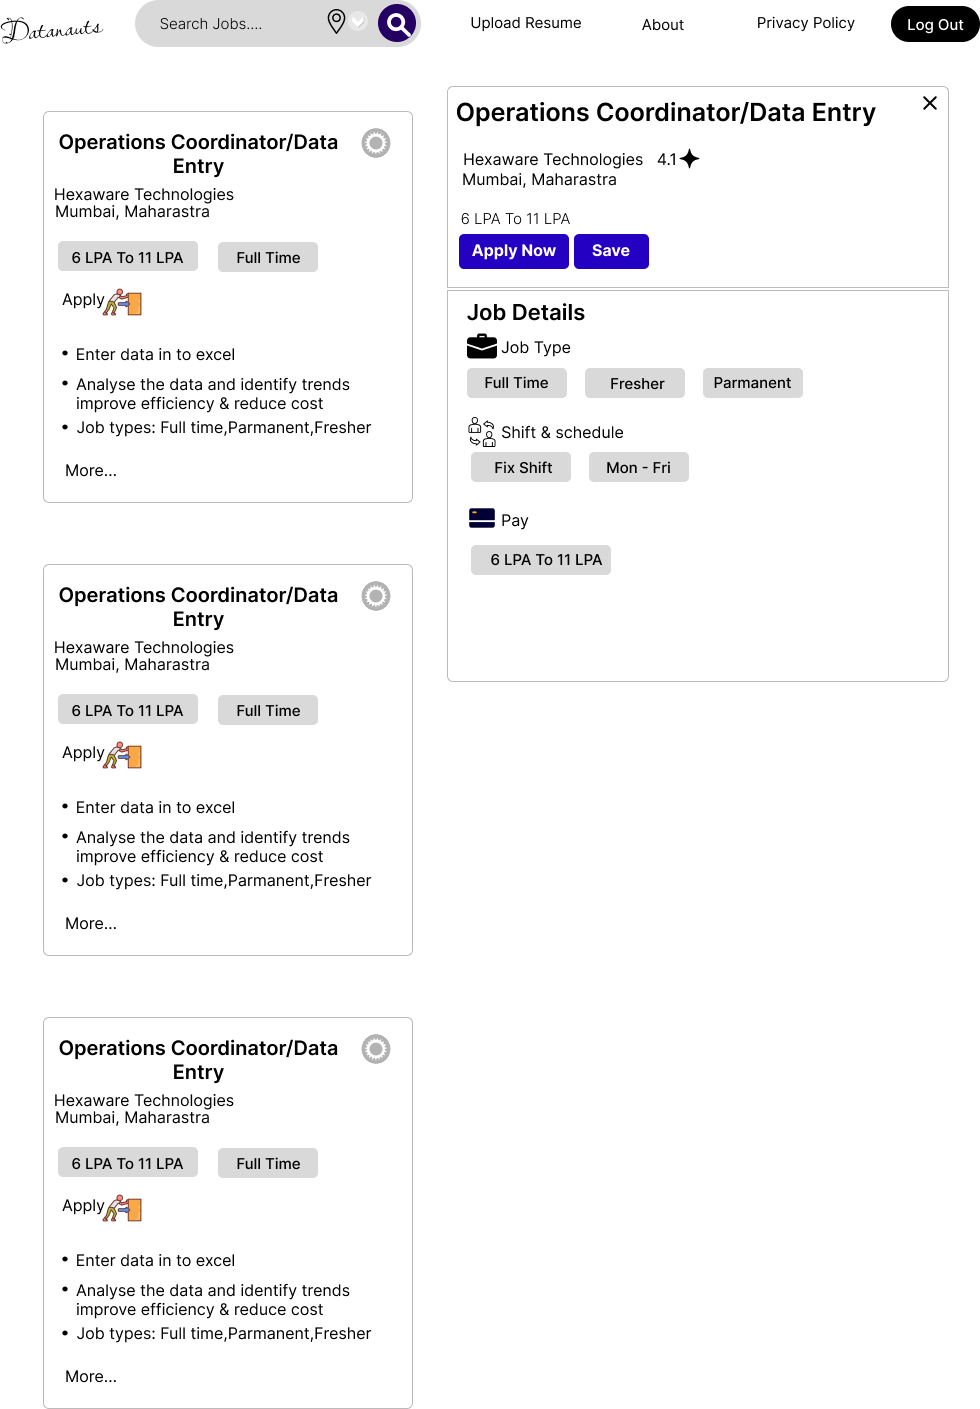 Datanauts
Search Jobs....
Upload Resume
About
Privacy Policy
Log Out
Operations Coordinator/Data
Entry
Hexaware Technologies
Mumbai, Maharastra
6 LPA To 11 LPA
Full Time
Apply
• Enter data in to excel
• Analyse the data and identify trends
improve efficiency & reduce cost
• Job types: Full time,Parmanent,Fresher
More...
Operations Coordinator/Data
Entry
Hexaware Technologies
Mumbai, Maharastra
6 LPA To 11 LPA
Full Time
Apply
• Enter data in to excel
• Analyse the data and identify trends
improve efficiency & reduce cost
• Job types: Full time,Parmanent,Fresher
More...
Operations Coordinator/Data
Entry
Hexaware Technologies
Mumbai, Maharastra
6 LPA To 11 LPA
Full Time
Apply
• Enter data in to excel
• Analyse the data and identify trends
improve efficiency & reduce cost
• Job types: Full time,Parmanent,Fresher
More...
Operations Coordinator/Data Entry
Hexaware Technologies 4.1
Mumbai, Maharastra
6 LPA To 11 LPA
Apply Now
Save
Job Details
Job Type
Full Time
Fresher
Parmanent
Shift & schedule
Fix Shift
Mon - Fri
Pay
6 LPA To 11 LPA